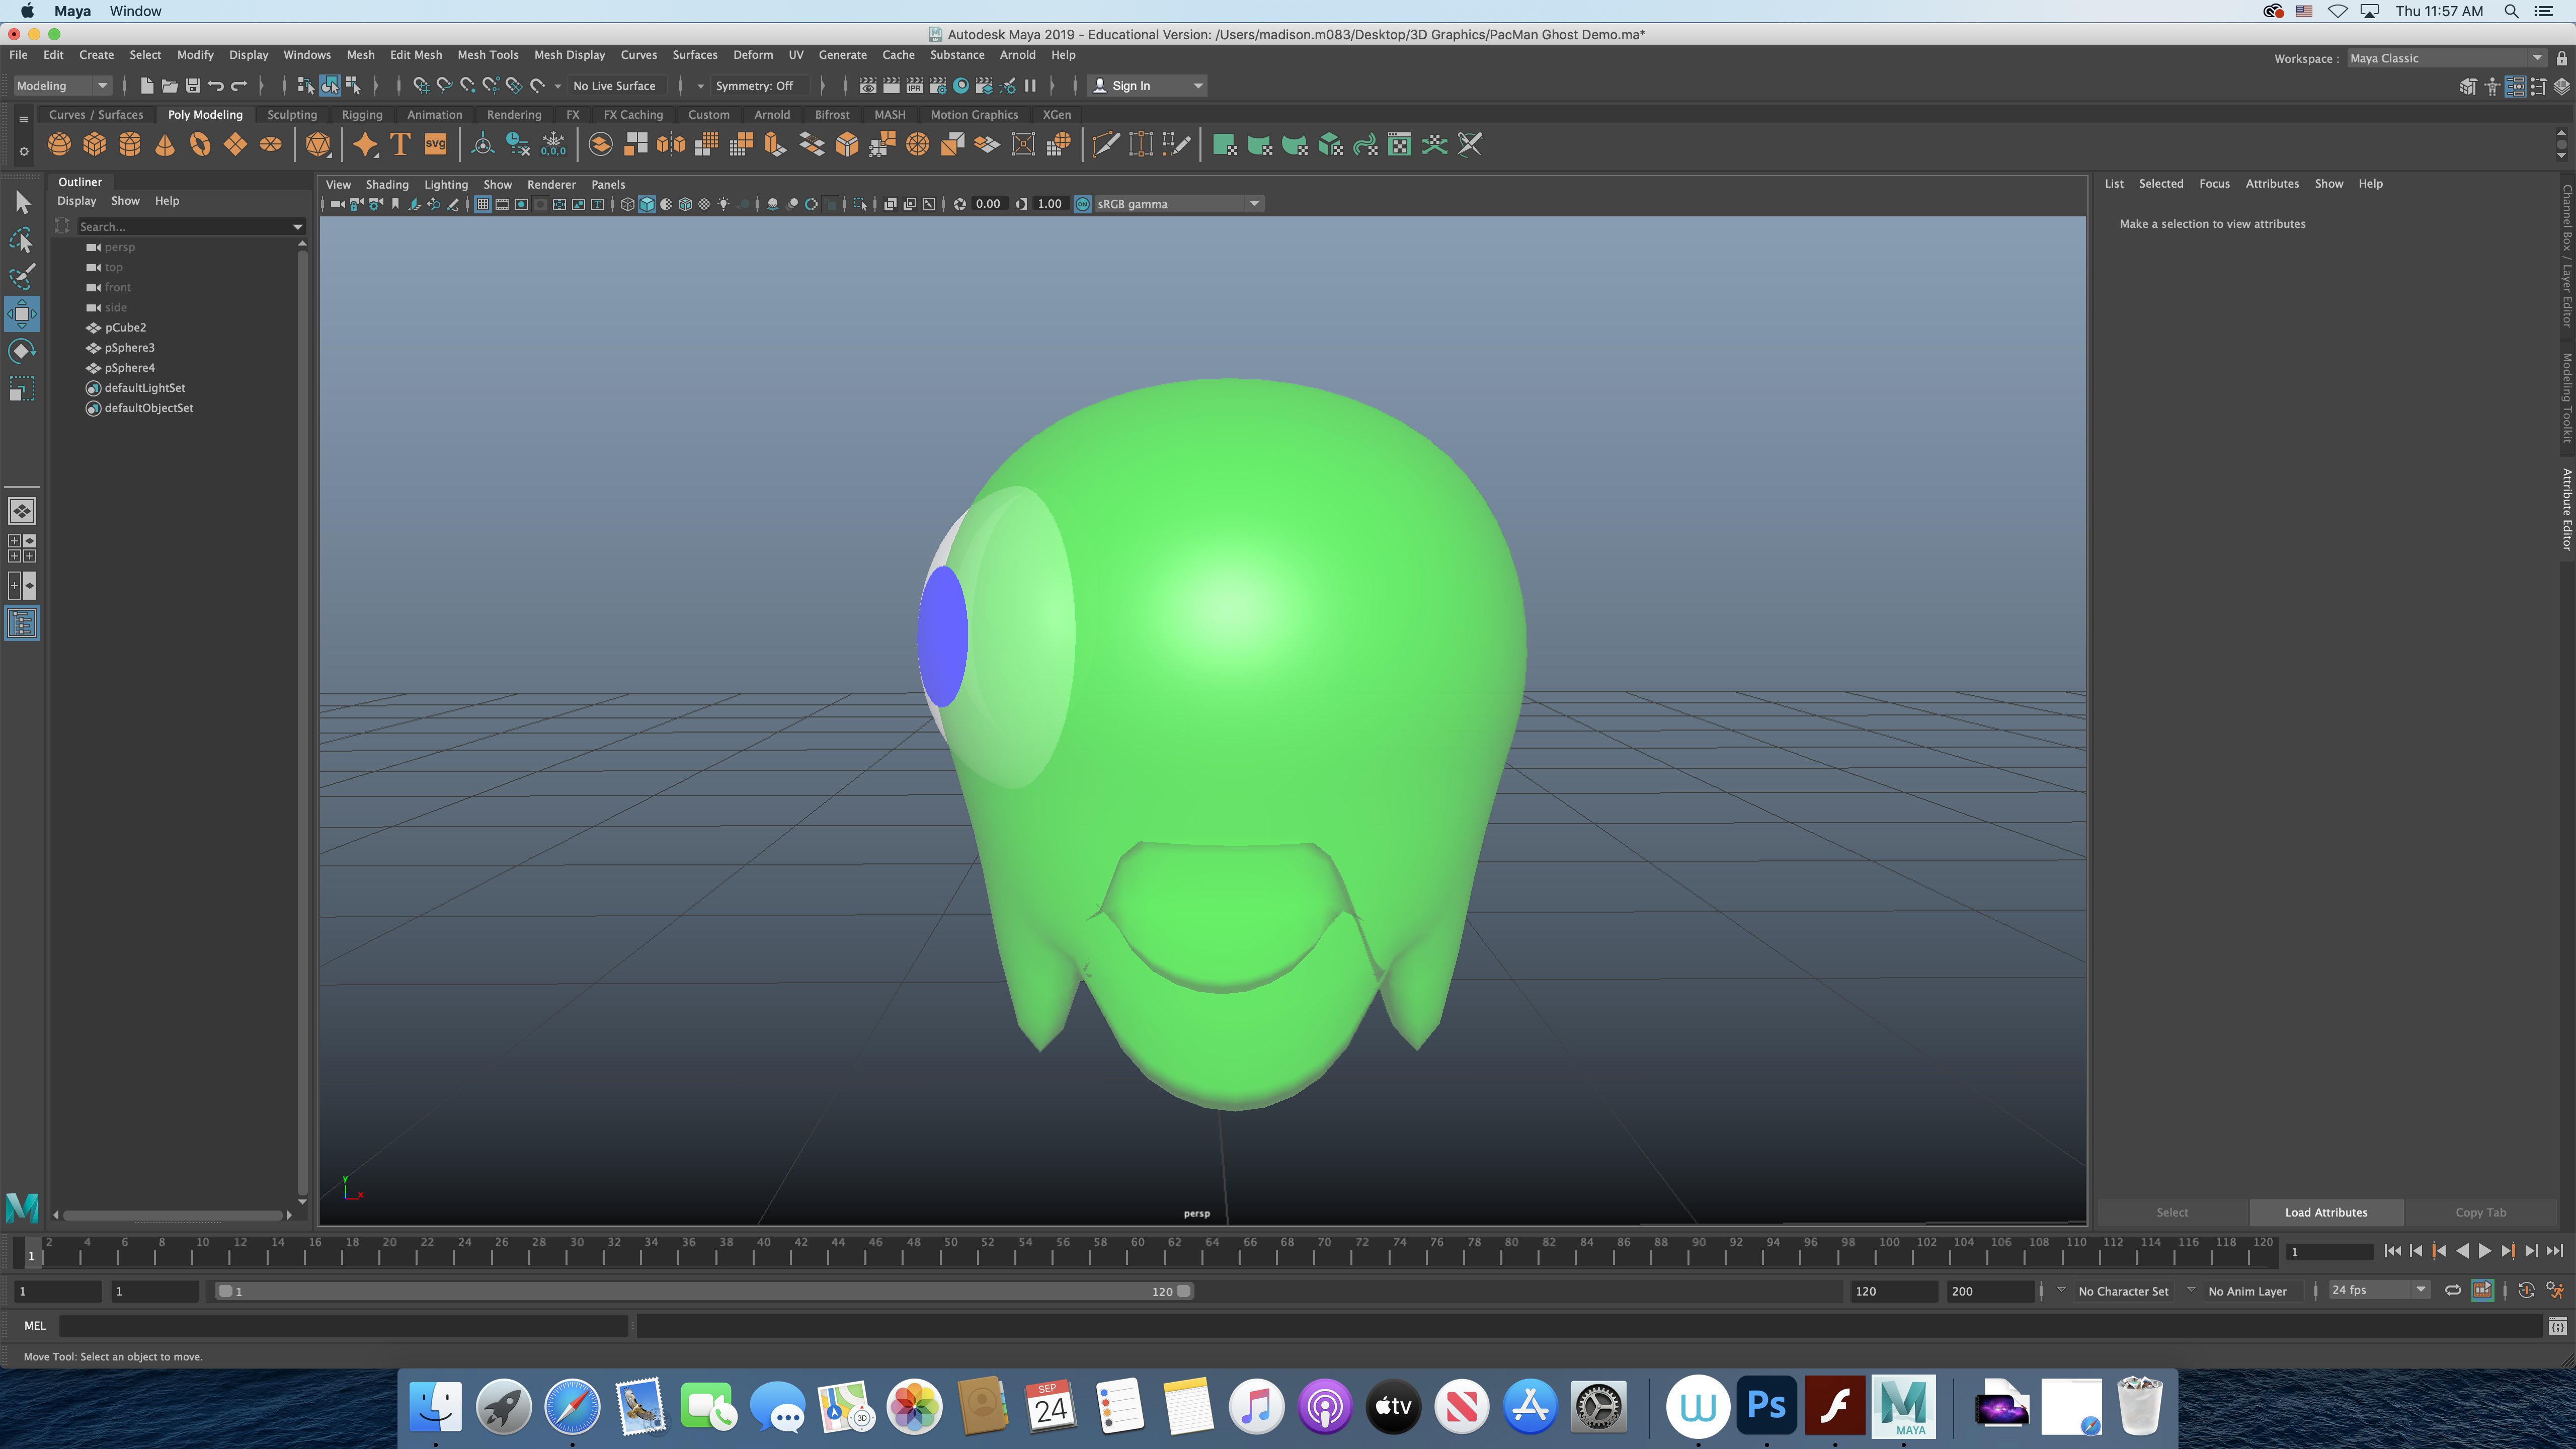 Maya Window Thu 11:57 AM
Autodesk Maya 2019 - Educational Version: /Users/madison.m083/Desktop/3D Graphics/PacMan Ghost Demo.ma*
File Edit Create Select Modify Display Windows Mesh Edit Mesh Mesh Tools Mesh Display Curves Surfaces Deform UV Generate Cache Substance Arnold Help Workspace : Maya Classic
Modeling No Live Surface Symmetry: Off IPR Sign In
Curves / Surfaces Poly Modeling Sculpting Rigging Animation Rendering FX FX Caching Custom Arnold Bifrost MASH Motion Graphics XGen
T SVG 0,0,0
Outliner
Display Show Help
Search...
persp
top
front
side
pCube2
pSphere3
pSphere4
defaultLightSet
defaultObjectSet
View Shading Lighting Show Renderer Panels
0.00 1.00 ON sRGB gamma
y
x
persp
List Selected Focus Attributes Show Help
Make a selection to view attributes
Channel Box / Layer Editor
Modeling Toolkit
Attribute Editor
Select Load Attributes Copy Tab
1 2 4 6 8 10 12 14 16 18 20 22 24 26 28 30 32 34 36 38 40 42 44 46 48 50 52 54 56 58 60 62 64 66 68 70 72 74 76 78 80 82 84 86 88 90 92 94 96 98 100 102 104 106 108 110 112 114 116 118 120 1
1 1 1 120 120 200 No Character Set No Anim Layer 24 fps
MEL
Move Tool: Select an object to move.
3D
SEP
24
tv
W
Ps
MAYA